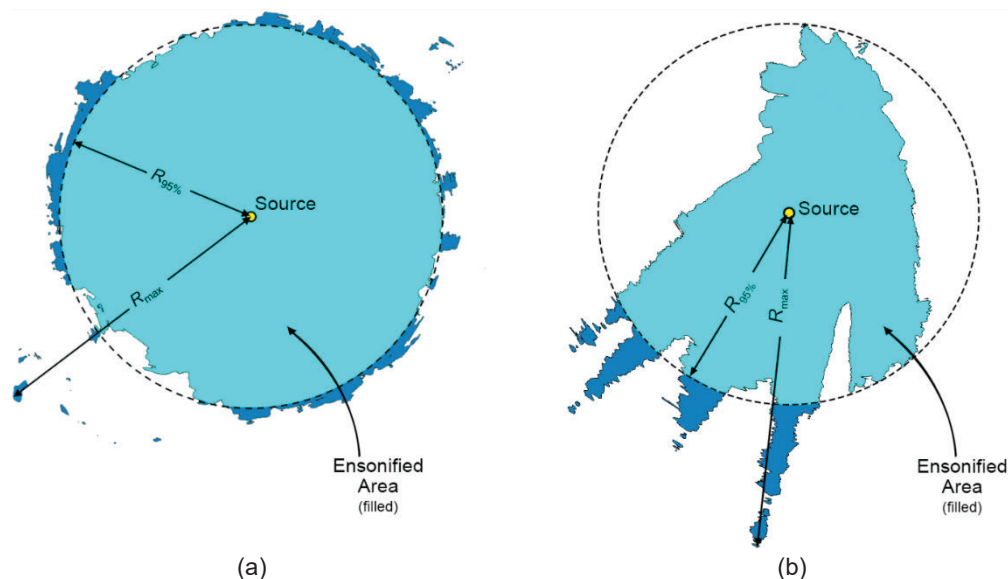 R95%
Source
Rmax
Ensonified
Area
(filled)
(a)
Source
R95%
Rmax
Ensonified
Area
(filled)
(b)